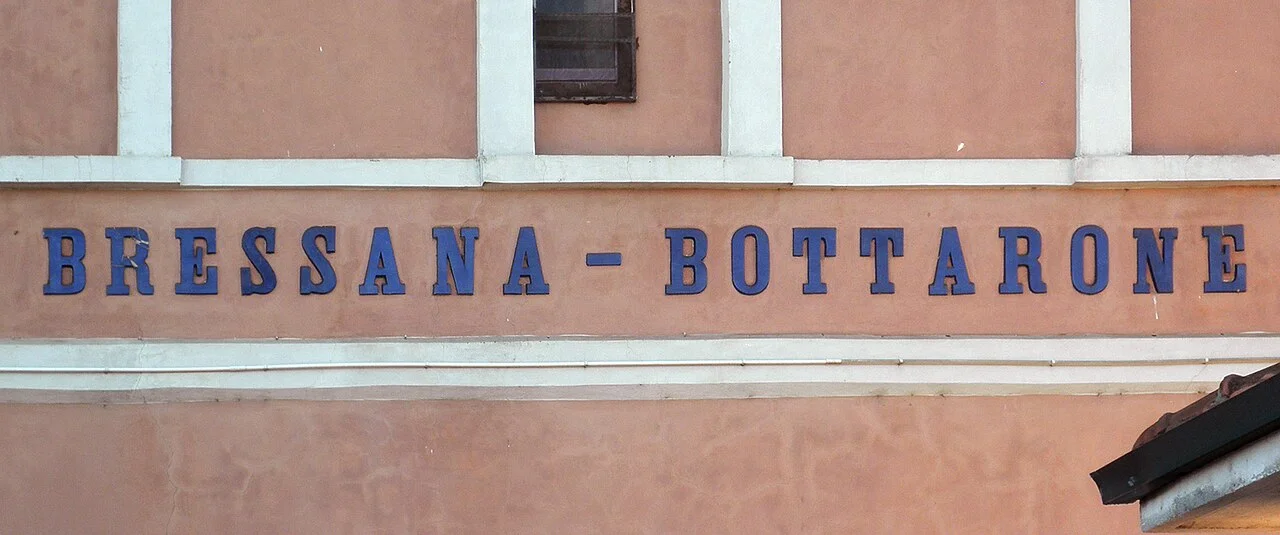 BRESSANA - BOTTARONE